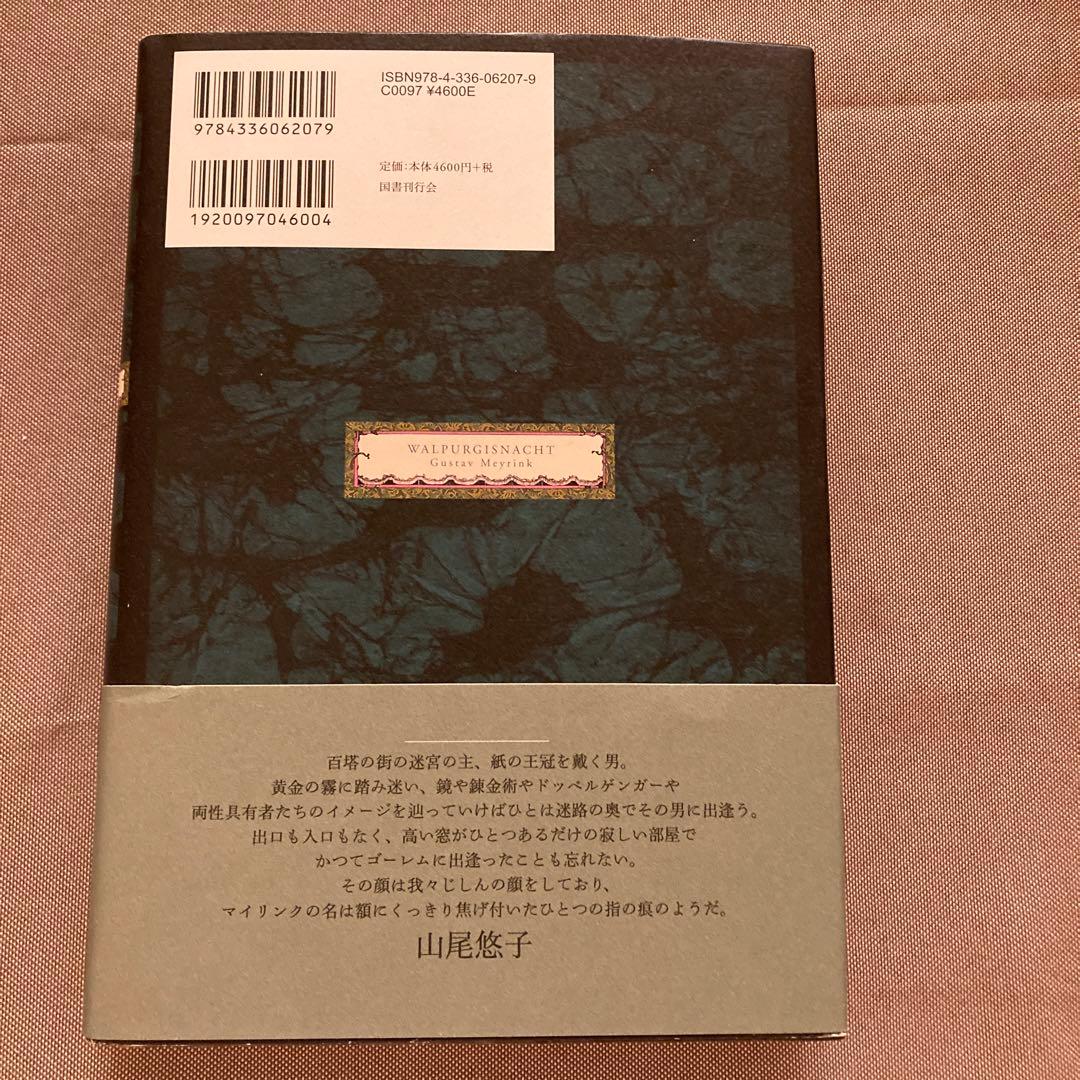 ISBN978-4-336-06207-9
C0097 ¥4600E
9784336062079
定価:本体4600円+税
国書刊行会
1920097046004
WALPURGISNACHT
Gustav Meyrink
百塔の街の迷宮の主、紙の王冠を戴く男。
黄金の霧に踏み迷い、鏡や錬金術やドッペルゲンガーや
両性具有者たちのイメージを辿っていけばひとは迷路の奥でその男に出逢う。
出口も入口もなく、高い窓がひとつあるだけの寂しい部屋で
かつてゴーレムに出逢ったことも忘れない。
その顔は我々じしんの顔をしており、
マイリンクの名は額にくっきり焦げ付いたひとつの指の痕のようだ。
山尾悠子